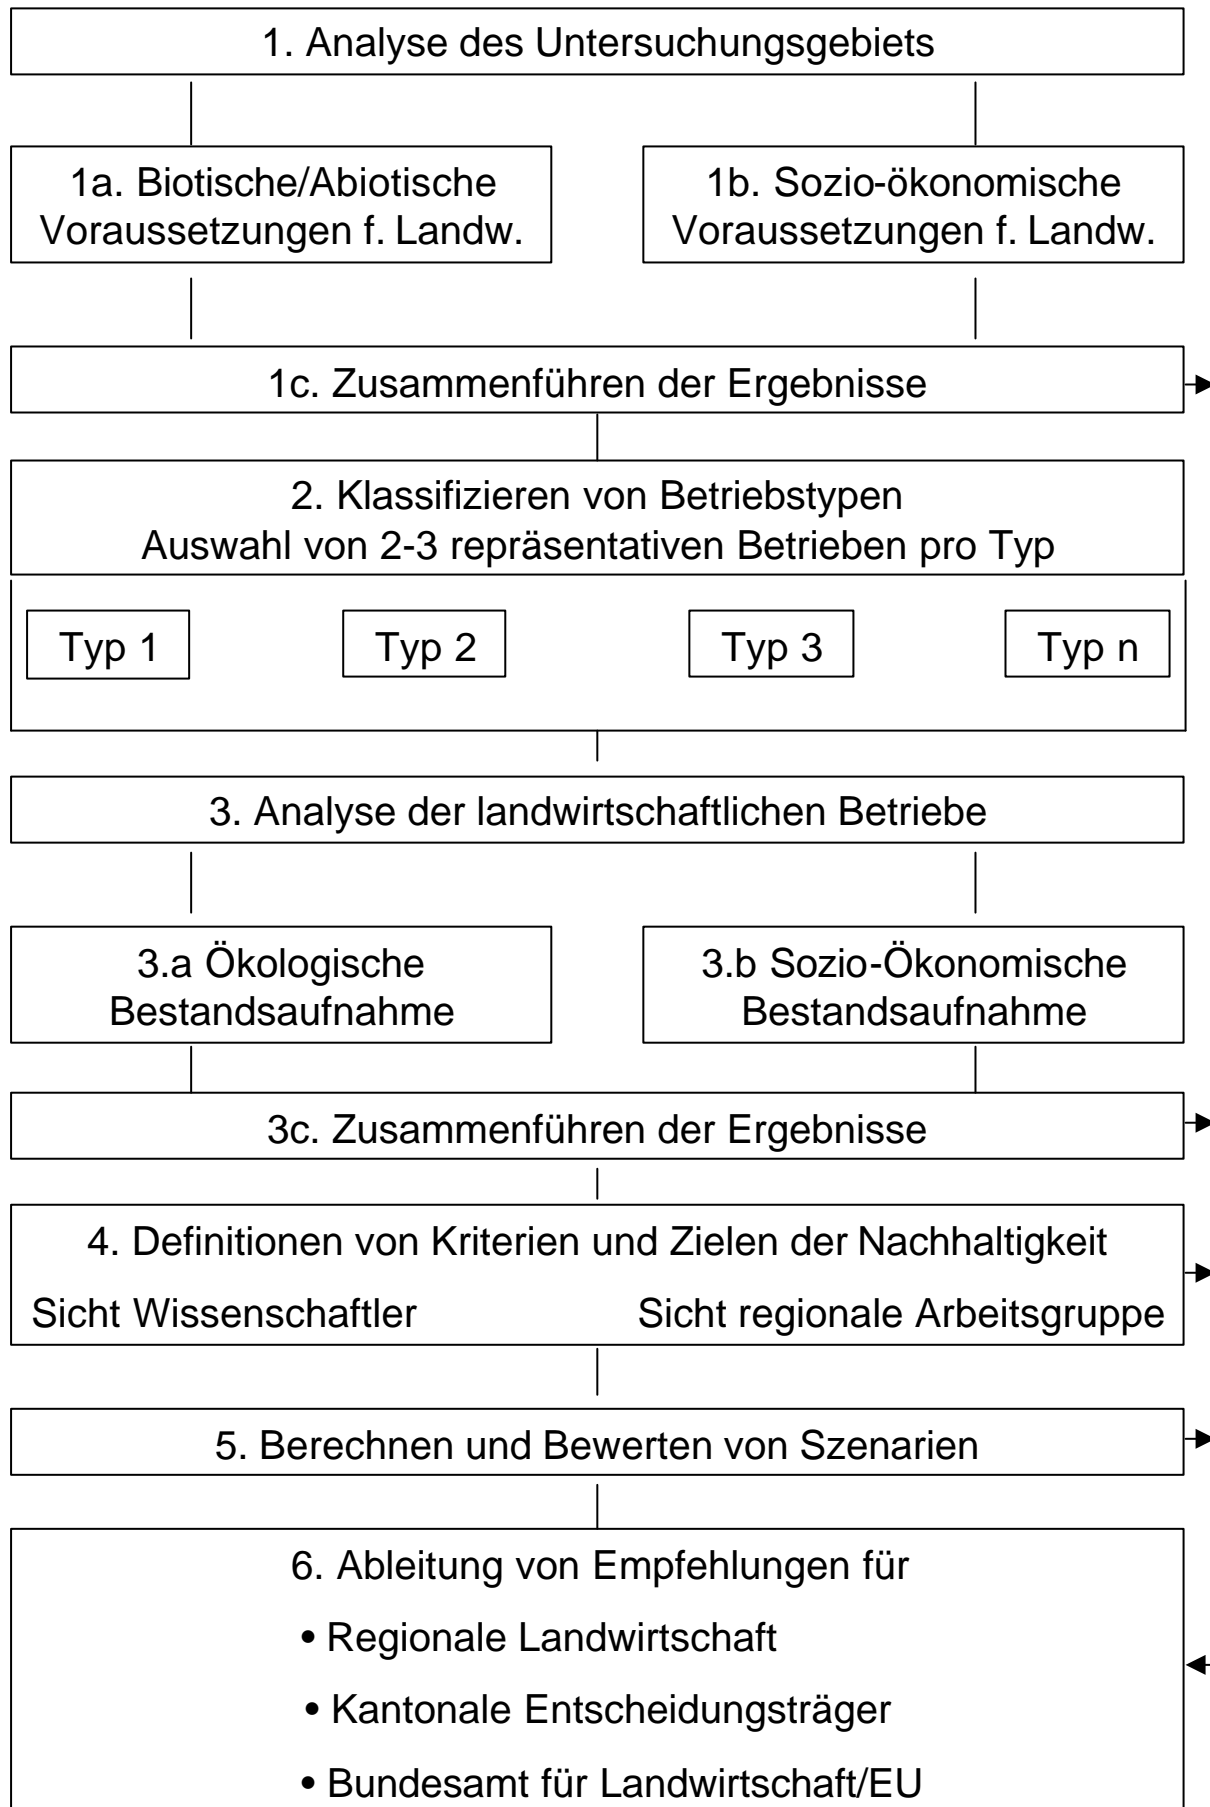 1. Analyse des Untersuchungsgebiets
1a. Biotische/Abiotische
Voraussetzungen f. Landw.
1b. Sozio-ökonomische
Voraussetzungen f. Landw.
1c. Zusammenführen der Ergebnisse
2. Klassifizieren von Betriebstypen
Auswahl von 2-3 repräsentativen Betrieben pro Typ
Typ 1
Typ 2
Typ 3
Typ n
3. Analyse der landwirtschaftlichen Betriebe
3.a Ökologische
Bestandsaufnahme
3.b Sozio-Ökonomische
Bestandsaufnahme
3c. Zusammenführen der Ergebnisse
4. Definitionen von Kriterien und Zielen der Nachhaltigkeit
Sicht Wissenschaftler
Sicht regionale Arbeitsgruppe
5. Berechnen und Bewerten von Szenarien
6. Ableitung von Empfehlungen für
• Regionale Landwirtschaft
• Kantonale Entscheidungsträger
• Bundesamt für Landwirtschaft/EU